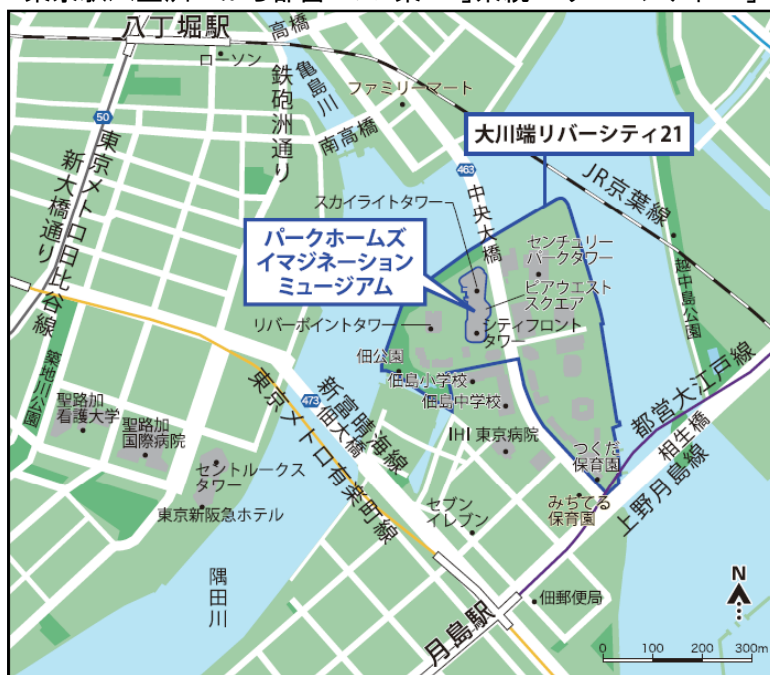 八丁堀駅
高橋
ローソン
亀島川
ファミリーマート
鉄砲洲通り
50
南高橋
大川端リバーシティ21
東京メトロ日比谷線
新大橋通り
463
中央大橋
JR京葉線
スカイライトタワー
パークホームズ
イマジネーション
ミュージアム
センチュリー
パークタワー
ピアウエスト
スクエア
越中島公園
リバーポイントタワー
シティフロント
タワー
築地川公園
佃公園
佃島小学校
佃島中学校
都営大江戸線
聖路加
看護大学
聖路加
国際病院
473
新富晴海線
佃大橋
東京メトロ有楽町線
IHI 東京病院
相生橋
つくだ
保育園
上野月島線
セントルークス
タワー
セブン
イレブン
みちてる
保育園
東京新阪急ホテル
隅田川
月島駅
佃郵便局
N
0 100 200 300m